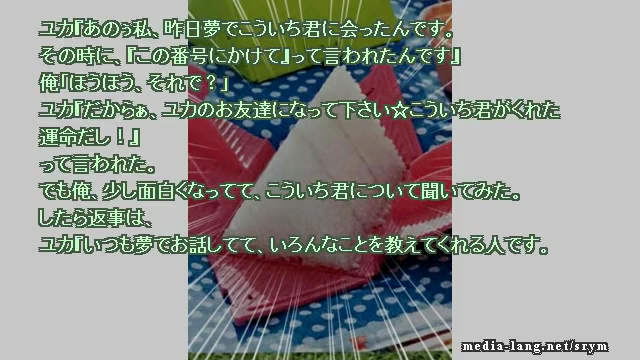 ユカ『あのぅ私、昨日夢でこういち君に会ったんです。
その時に、『この番号にかけて』って言われたんです』
俺「ほうほう、それで？」
ユカ『だからぁ、ユカのお友達になって下さい☆こういち君がくれた
運命だし！』
って言われた。
でも俺、少し面白くなってて、こういち君について聞いてみた。
したら返事は、
ユカ『いつも夢でお話してて、いろんなことを教えてくれる人です。
media-lang.net/srym